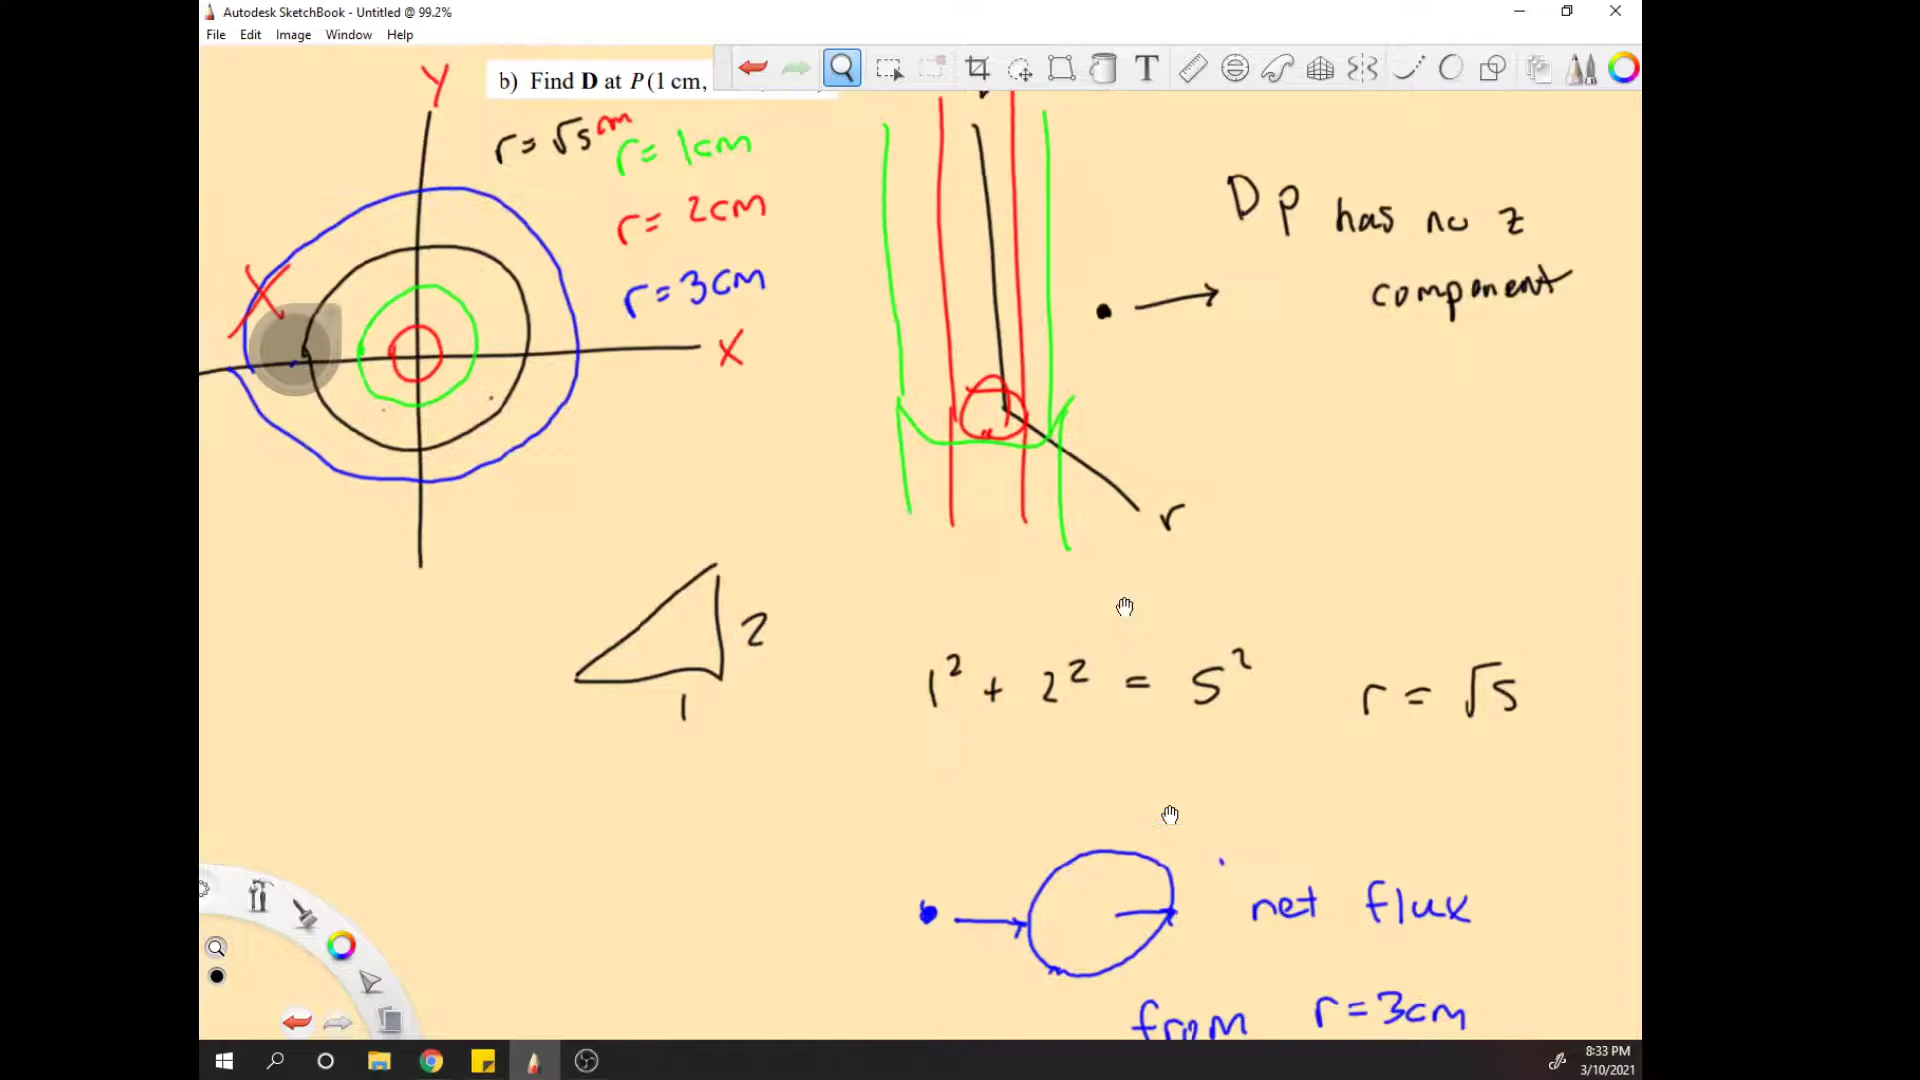 Autodesk SketchBook - Untitled @ 99.2%
File Edit Image Window Help
T
Y
b) Find D at P(1 cm,
r = √5 cm
r = 1cm
r = 2cm
r = 3cm
X
X
Dp has no z
component
r
2
1
1² + 2² = 5²
r = √5
net flux
from r = 3cm
8:33 PM
3/10/2021